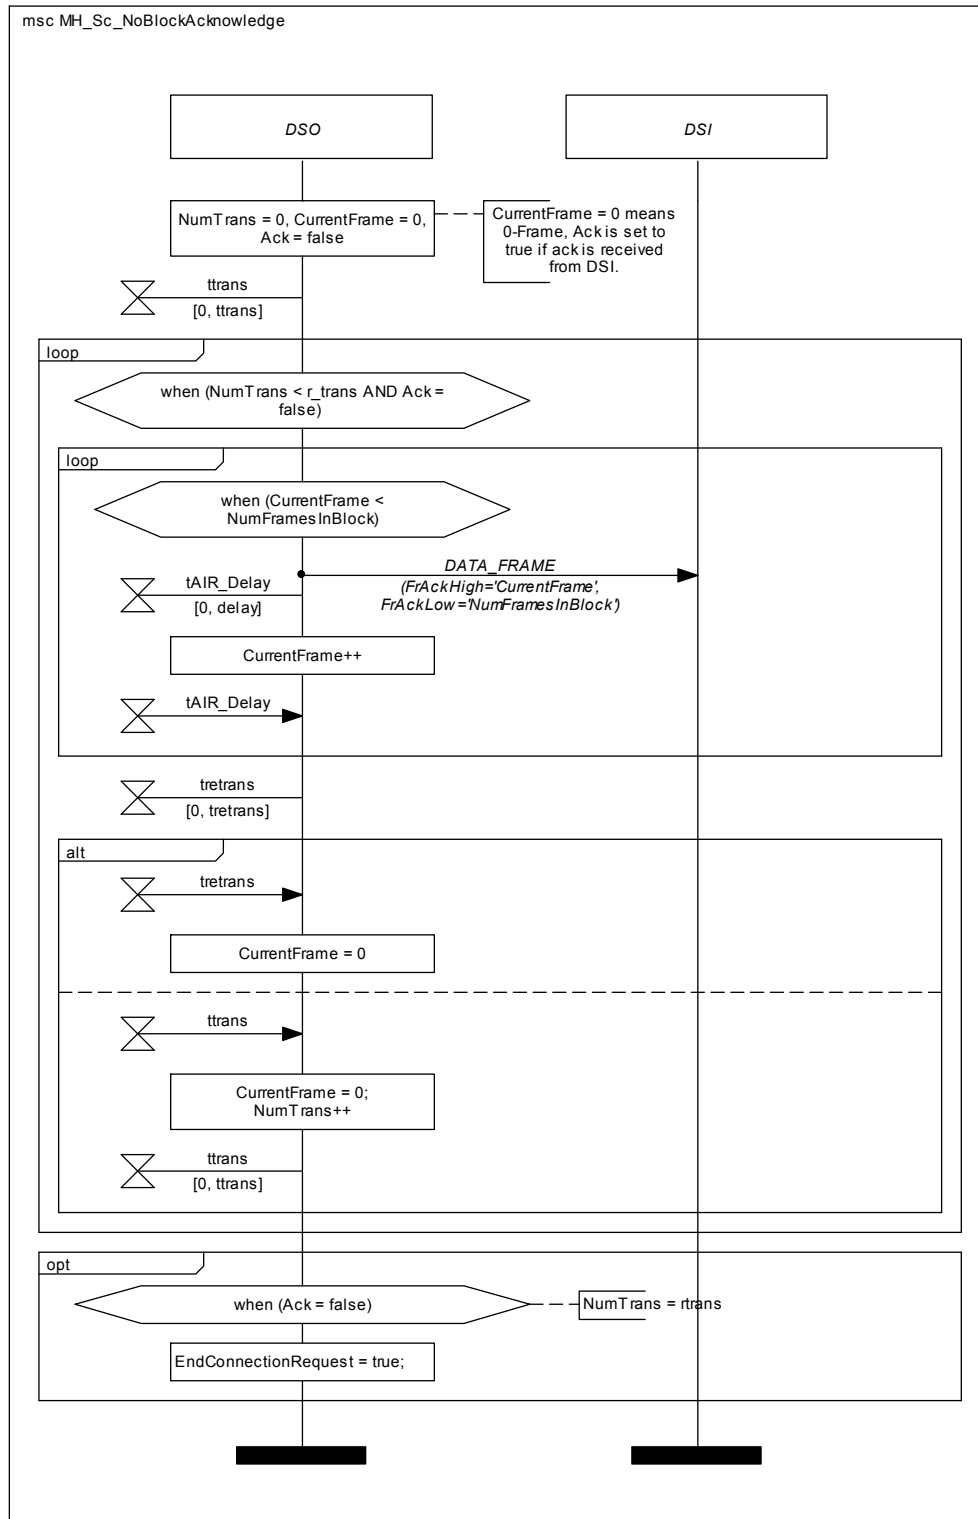 msc MH_Sc_NoBlockAcknowledge
DSO
DSI
NumTrans = 0, CurrentFrame = 0,
Ack = false
CurrentFrame = 0 means
0-Frame, Ack is set to
true if ack is received
from DSI.
ttrans
[0, ttrans]
loop
when (NumTrans < r_trans AND Ack =
false)
loop
when (CurrentFrame <
NumFramesInBlock)
DATA_FRAME
(FrAckHigh='CurrentFrame',
FrAckLow='NumFramesInBlock')
tAIR_Delay
[0, delay]
CurrentFrame++
tAIR_Delay
tretrans
[0, tretrans]
alt
tretrans
CurrentFrame = 0
ttrans
CurrentFrame = 0;
NumTrans++
ttrans
[0, ttrans]
opt
when (Ack = false)
NumTrans = rtrans
EndConnectionRequest = true;